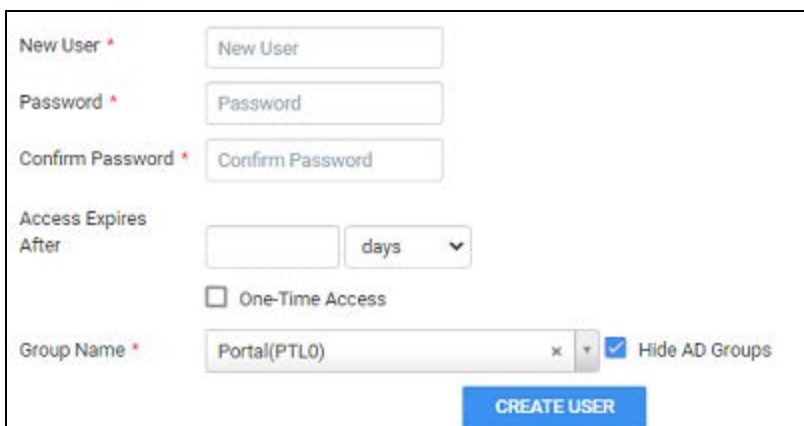 New User *
New User
Password *
Password
Confirm Password *
Confirm Password
Access Expires
After
days
One-Time Access
Group Name *
Portal(PTL0)
×
Hide AD Groups
CREATE USER